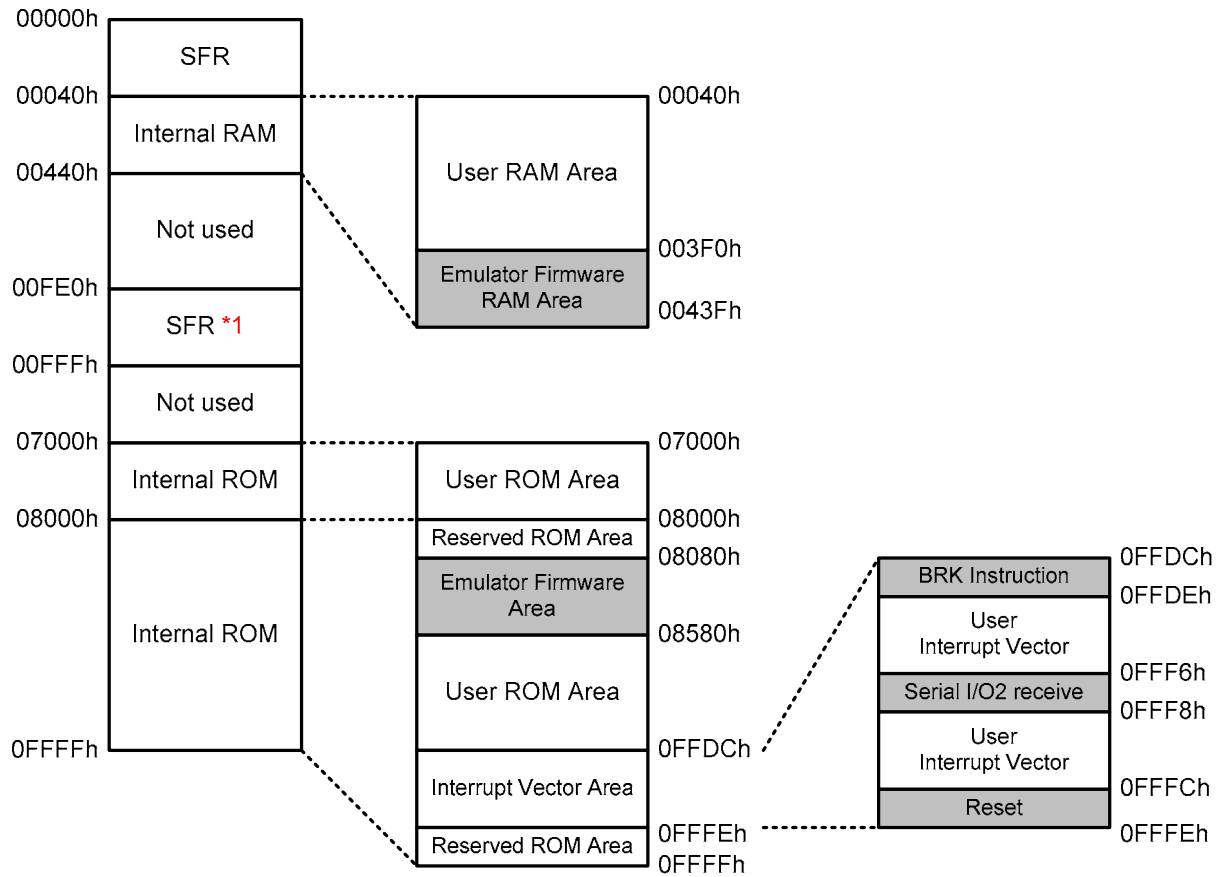 00000h
SFR
00040h
Internal RAM
00440h
Not used
00FE0h
SFR *1
00FFFh
Not used
07000h
Internal ROM
08000h
Internal ROM
0FFFFh
00040h
User RAM Area
003F0h
Emulator Firmware
RAM Area
0043Fh
07000h
User ROM Area
08000h
Reserved ROM Area
08080h
Emulator Firmware
Area
08580h
User ROM Area
0FFDCh
Interrupt Vector Area
0FFFEh
Reserved ROM Area
0FFFFh
0FFDCh
BRK Instruction
0FFDEh
User
Interrupt Vector
0FFF6h
Serial I/O2 receive
0FFF8h
User
Interrupt Vector
0FFFCh
Reset
0FFFEh